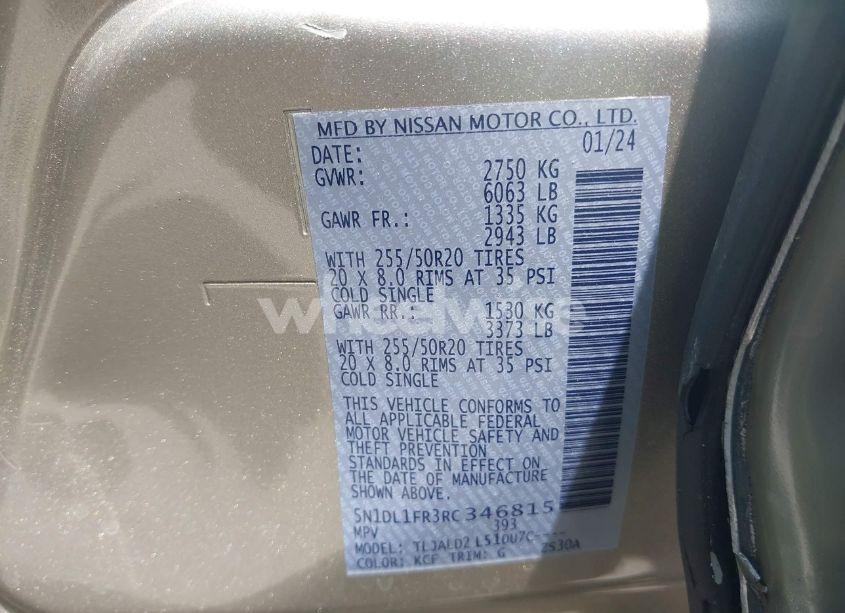 MFD BY NISSAN MOTOR CO., LTD.
DATE: 01/24
GVWR: 2750 KG
6063 LB
GAWR FR.: 1335 KG
2943 LB
WITH 255/50R20 TIRES
20 X 8.0 RIMS AT 35 PSI
COLD SINGLE
GAWR RR.: 1530 KG
3373 LB
WITH 255/50R20 TIRES
20 X 8.0 RIMS AT 35 PSI
COLD SINGLE
THIS VEHICLE CONFORMS TO
ALL APPLICABLE FEDERAL
MOTOR VEHICLE SAFETY AND
THEFT PREVENTION
STANDARDS IN EFFECT ON
THE DATE OF MANUFACTURE
SHOWN ABOVE
5N1DL1FR3RC346815
MPV 393
MODEL: TLJALD2 L510U7C----
COLOR: KCF TRIM: G 2S30A